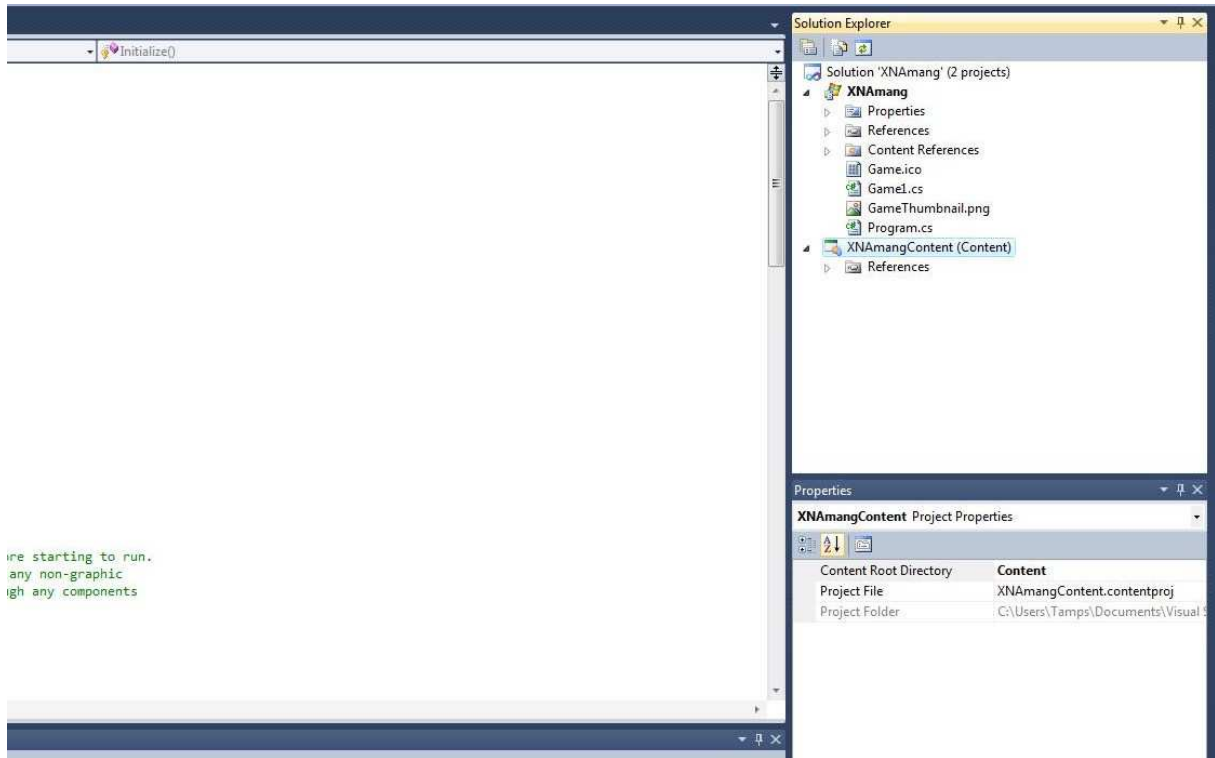 Initialize()
ore starting to run.
any non-graphic
ugh any components
Solution Explorer
Solution 'XNAmang' (2 projects)
XNAmang
Properties
References
Content References
Game.ico
Game1.cs
GameThumbnail.png
Program.cs
XNAmangContent (Content)
References
Properties
XNAmangContent Project Properties
Content Root Directory Content
Project File XNAmangContent.contentproj
Project Folder C:\Users\Tamps\Documents\Visual S